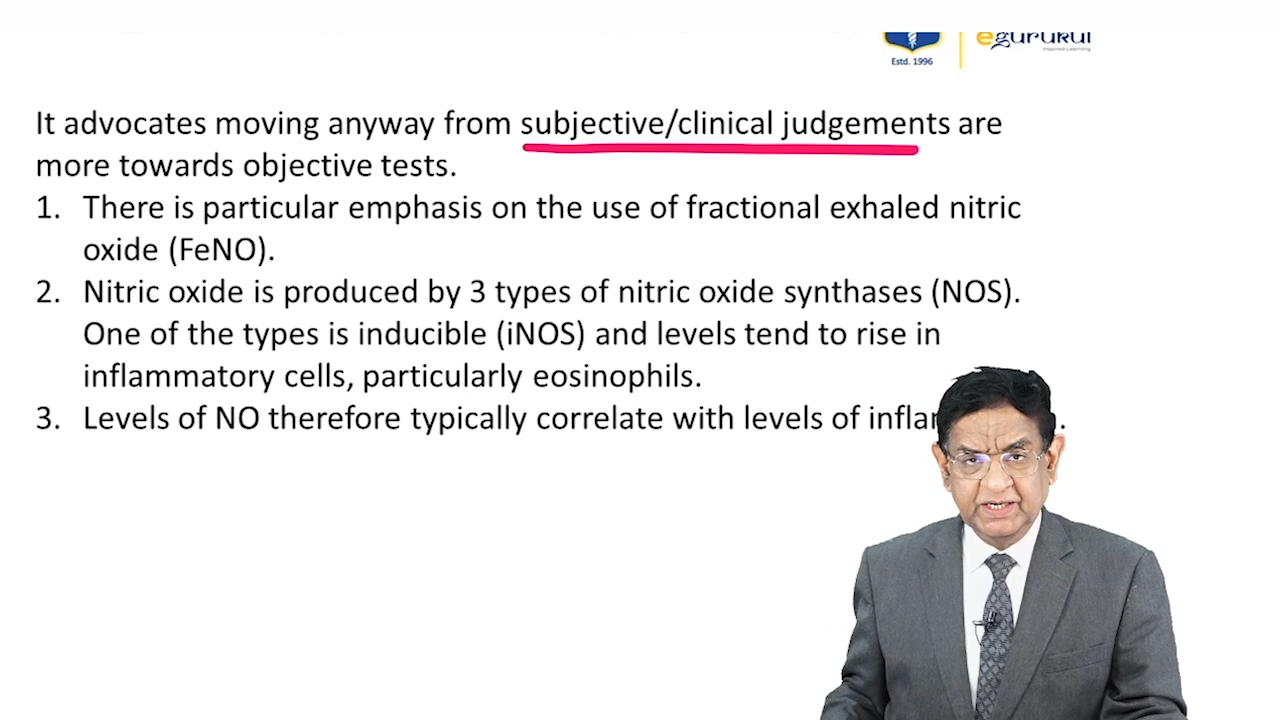 egurukul
Inspired Learning
Estd. 1996
It advocates moving anyway from subjective/clinical judgements are
more towards objective tests.
1. There is particular emphasis on the use of fractional exhaled nitric
oxide (FeNO).
2. Nitric oxide is produced by 3 types of nitric oxide synthases (NOS).
One of the types is inducible (iNOS) and levels tend to rise in
inflammatory cells, particularly eosinophils.
3. Levels of NO therefore typically correlate with levels of